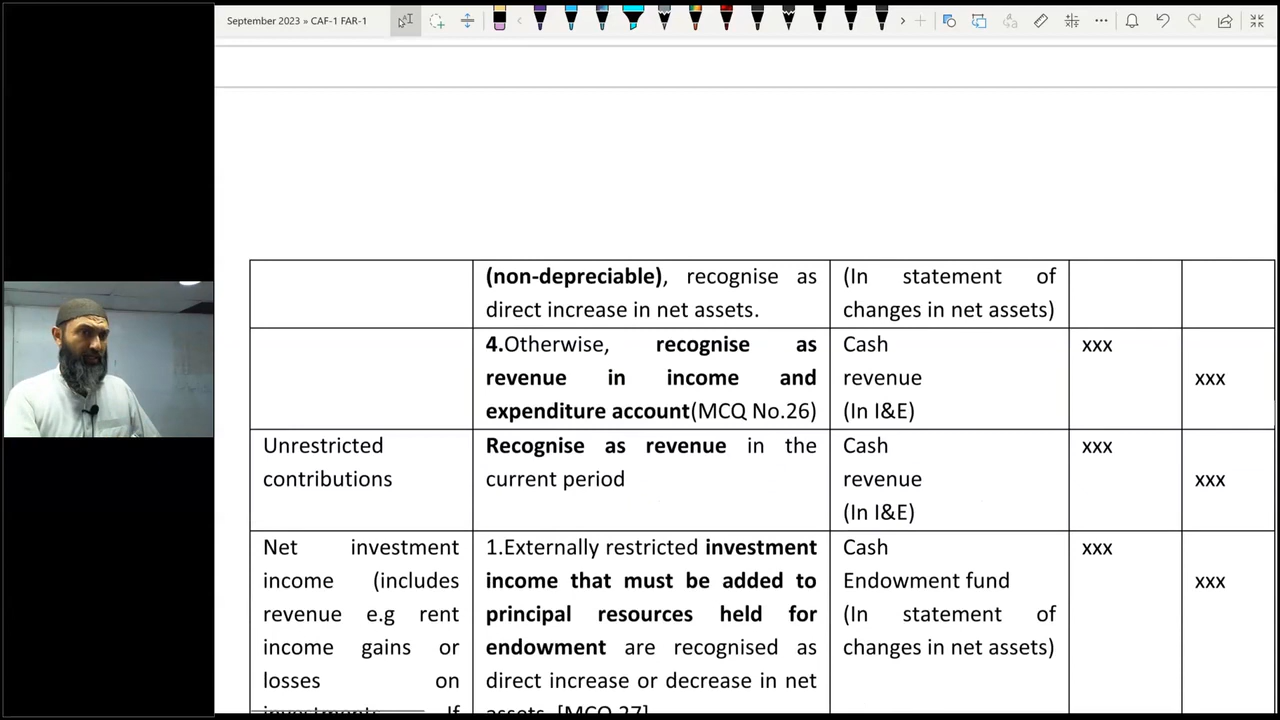 September 2023 » CAF-1 FAR-1
(non-depreciable), recognise as
direct increase in net assets.
(In statement of
changes in net assets)
4.Otherwise, recognise as
revenue in income and
expenditure account(MCQ No.26)
Cash
revenue
(In I&E)
xxx
xxx
Unrestricted
contributions
Recognise as revenue in the
current period
Cash
revenue
(In I&E)
xxx
xxx
Net investment
income (includes
revenue e.g rent
income gains or
losses on
investments. If
1.Externally restricted investment
income that must be added to
principal resources held for
endowment are recognised as
direct increase or decrease in net
assets. [MCQ 27]
Cash
Endowment fund
(In statement of
changes in net assets)
xxx
xxx